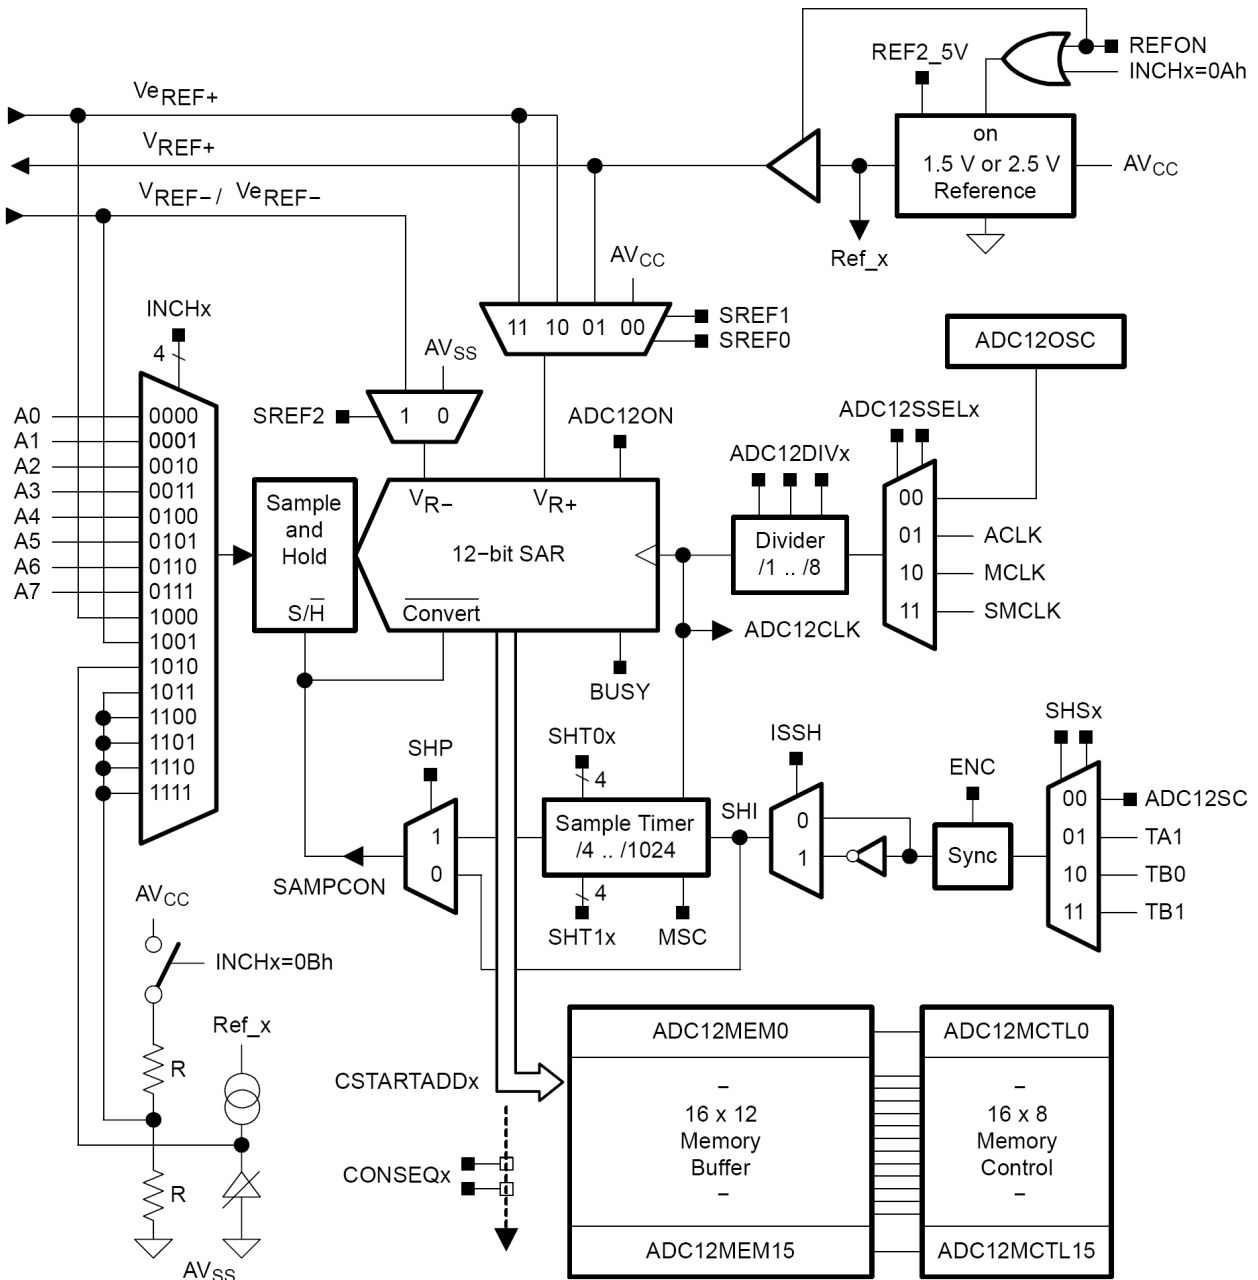 REFON
INCHx=0Ah
REF2_5V
VeREF+
on
VREF+
1.5 V or 2.5 V
Reference
AVCC
VREF− / VeREF−
Ref_x
AVCC
INCHx
4
11 10 01 00
SREF1
SREF0
ADC12OSC
AVSS
SREF2
1 0
ADC12ON
ADC12SSELx
ADC12DIVx
A0 0000
A1 0001
A2 0010
A3 0011
A4 0100
A5 0101
A6 0110
A7 0111
1000
1001
1010
1011
1100
1101
1110
1111
Sample
and
Hold
S/H
VR−
VR+
12−bit SAR
Convert
Divider
/1 .. /8
00
01 ACLK
10 MCLK
11 SMCLK
ADC12CLK
BUSY
SHP
SHT0x
4
ISSH
ENC
SHSx
1
0
Sample Timer
/4 .. /1024
SHI
0
1
Sync
00 ADC12SC
01 TA1
10 TB0
11 TB1
SAMPCON
4
SHT1x
MSC
AVCC
INCHx=0Bh
Ref_x
R
R
AVSS
CSTARTADDx
CONSEQx
ADC12MEM0
–
16 x 12
Memory
Buffer
–
ADC12MEM15
ADC12MCTL0
–
16 x 8
Memory
Control
–
ADC12MCTL15